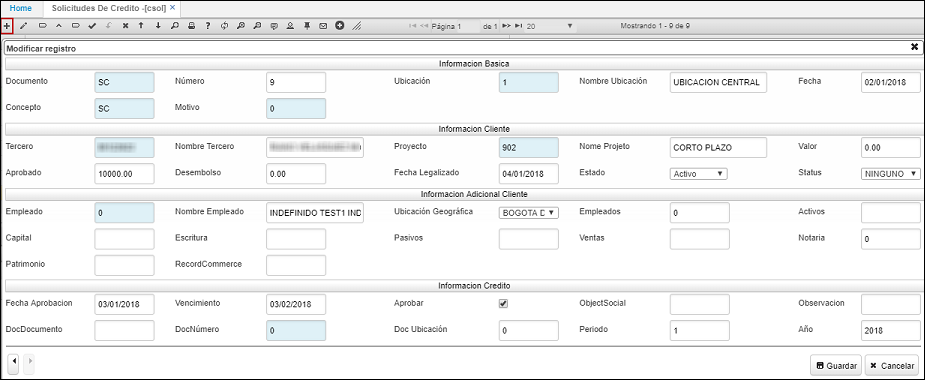 Home Solicitudes De Credito -[csol] ✕
Página 1 de 1 20 Mostrando 1 - 9 de 9
Modificar registro ✖
Informacion Basica
Documento SC Número 9 Ubicación 1 Nombre Ubicación UBICACION CENTRAL Fecha 02/01/2018
Concepto SC Motivo 0
Informacion Cliente
Tercero Nombre Tercero Proyecto 902 Nome Projeto CORTO PLAZO Valor 0.00
Aprobado 10000.00 Desembolso 0.00 Fecha Legalizado 04/01/2018 Estado Activo Status NINGUNO
Informacion Adicional Cliente
Empleado 0 Nombre Empleado INDEFINIDO TEST1 IND Ubicación Geográfica BOGOTA D Empleados 0 Activos
Capital Escritura Pasivos Ventas Notaria 0
Patrimonio RecordCommerce
Informacion Credito
Fecha Aprobacion 03/01/2018 Vencimiento 03/02/2018 Aprobar ObjectSocial Observacion
DocDocumento DocNúmero 0 Doc Ubicación 0 Periodo 1 Año 2018
Guardar Cancelar